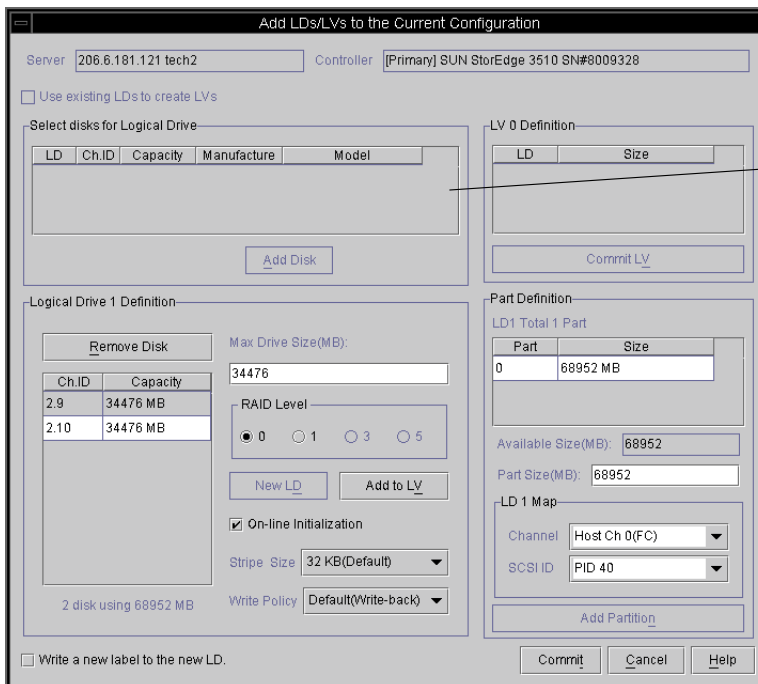 Add LDs/LVs to the Current Configuration
Server 206.6.181.121 tech2 Controller [Primary] SUN StorEdge 3510 SN#8009328
Use existing LDs to create LVs
Select disks for Logical Drive
LD Ch.ID Capacity Manufacture Model
Add Disk
LV 0 Definition
LD Size
Commit LV
Logical Drive 1 Definition
Remove Disk
Ch.ID Capacity
2.9 34476 MB
2.10 34476 MB
2 disk using 68952 MB
Max Drive Size(MB):
34476
RAID Level
0 1 3 5
New LD Add to LV
On-line Initialization
Stripe Size 32 KB(Default)
Write Policy Default(Write-back)
Part Definition
LD1 Total 1 Part
Part Size
0 68952 MB
Available Size(MB): 68952
Part Size(MB): 68952
LD 1 Map
Channel Host Ch 0(FC)
SCSI ID PID 40
Add Partition
Write a new label to the new LD.
Commit Cancel Help